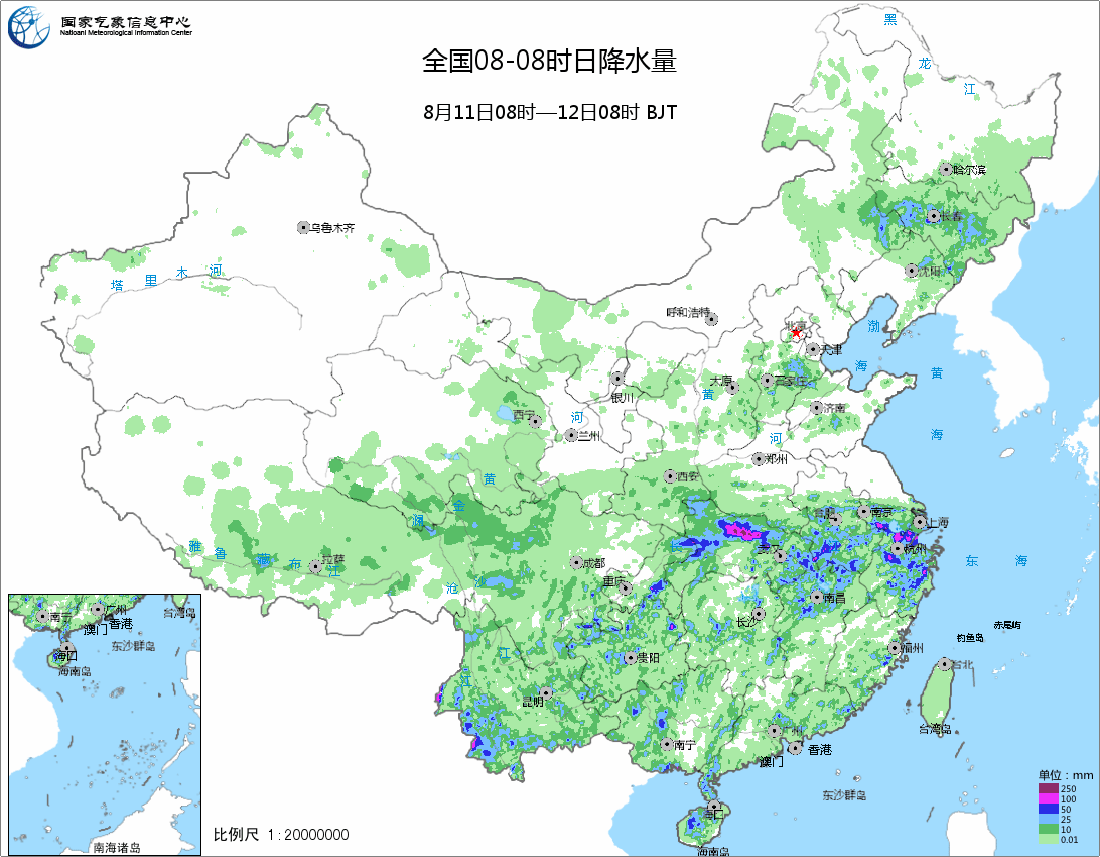 国家气象信息中心
Natioanl Meteorological Information Center
全国08-08时日降水量
8月11日08时—12日08时 BJT
黑
龙
江
哈尔滨
长春
沈阳
乌鲁木齐
塔 里 木 河
呼和浩特
北京
天津
渤
海
黄
海
银川
太原
石家庄
黄
济南
河
西宁
河
兰州
郑州
西安
黄
金
澜
合肥
南京
上海
雅 鲁 藏 布 江
拉萨
长
武汉
杭州
东 海
成都
重庆
沧 沙
南昌
长沙
赤尾屿
钓鱼岛
福州
江
贵阳
台北
江
昆明
台湾岛
南宁
广州
香港
澳门
东沙群岛
海口
海南岛
南宁
广州
香港
澳门
台湾岛
东沙群岛
海口
海南岛
南海诸岛
比例尺 1:20000000
单位：mm
250
100
50
25
10
0.01